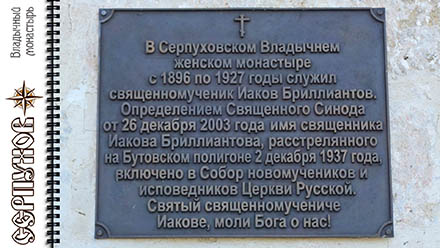 Владычный
монастырь
СЕРПУХОВ
В Серпуховском Владычнем
женском монастыре
с 1896 по 1927 годы служил
священномученик Иаков Бриллиантов.
Определением Священного Синода
от 26 декабря 2003 года имя священника
Иакова Бриллиантова, расстрелянного
на Бутовском полигоне 2 декабря 1937 года,
включено в Собор новомучеников и
исповедников Церкви Русской.
Святый священномучениче
Иакове, моли Бога о нас!